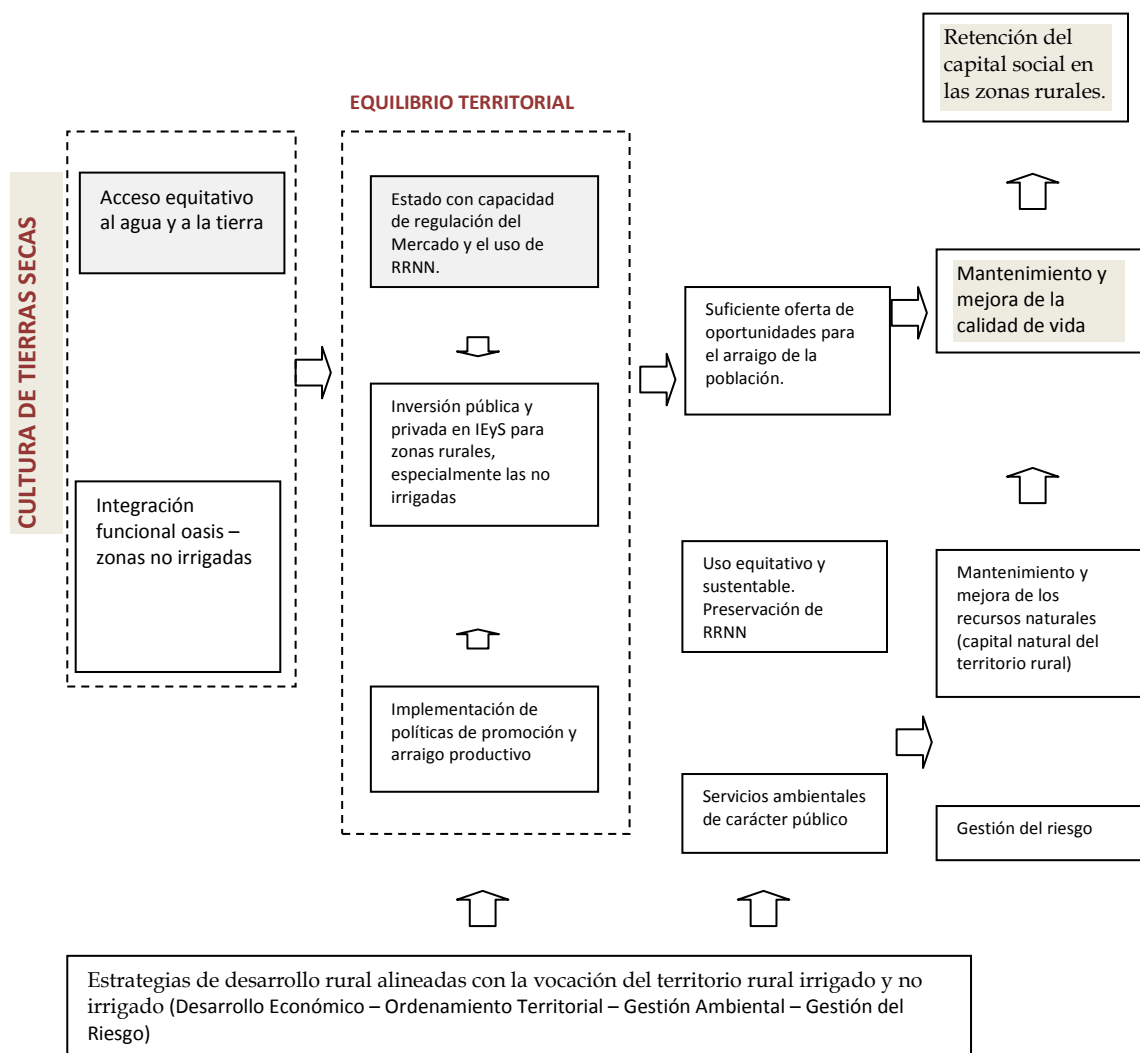 CULTURA DE TIERRAS SECAS
Acceso equitativo
al agua y a la tierra
Integración
funcional oasis –
zonas no irrigadas
EQUILIBRIO TERRITORIAL
Estado con capacidad
de regulación del
Mercado y el uso de
RRNN.
Inversión pública y
privada en IEyS para
zonas rurales,
especialmente las no
irrigadas
Implementación de
políticas de promoción y
arraigo productivo
Suficiente oferta de
oportunidades para
el arraigo de la
población.
Uso equitativo y
sustentable.
Preservación de
RRNN
Servicios ambientales
de carácter público
Retención del
capital social en
las zonas rurales.
Mantenimiento y
mejora de la
calidad de vida
Mantenimiento y
mejora de los
recursos naturales
(capital natural del
territorio rural)
Gestión del riesgo
Estrategias de desarrollo rural alineadas con la vocación del territorio rural irrigado y no
irrigado (Desarrollo Económico – Ordenamiento Territorial – Gestión Ambiental – Gestión del
Riesgo)